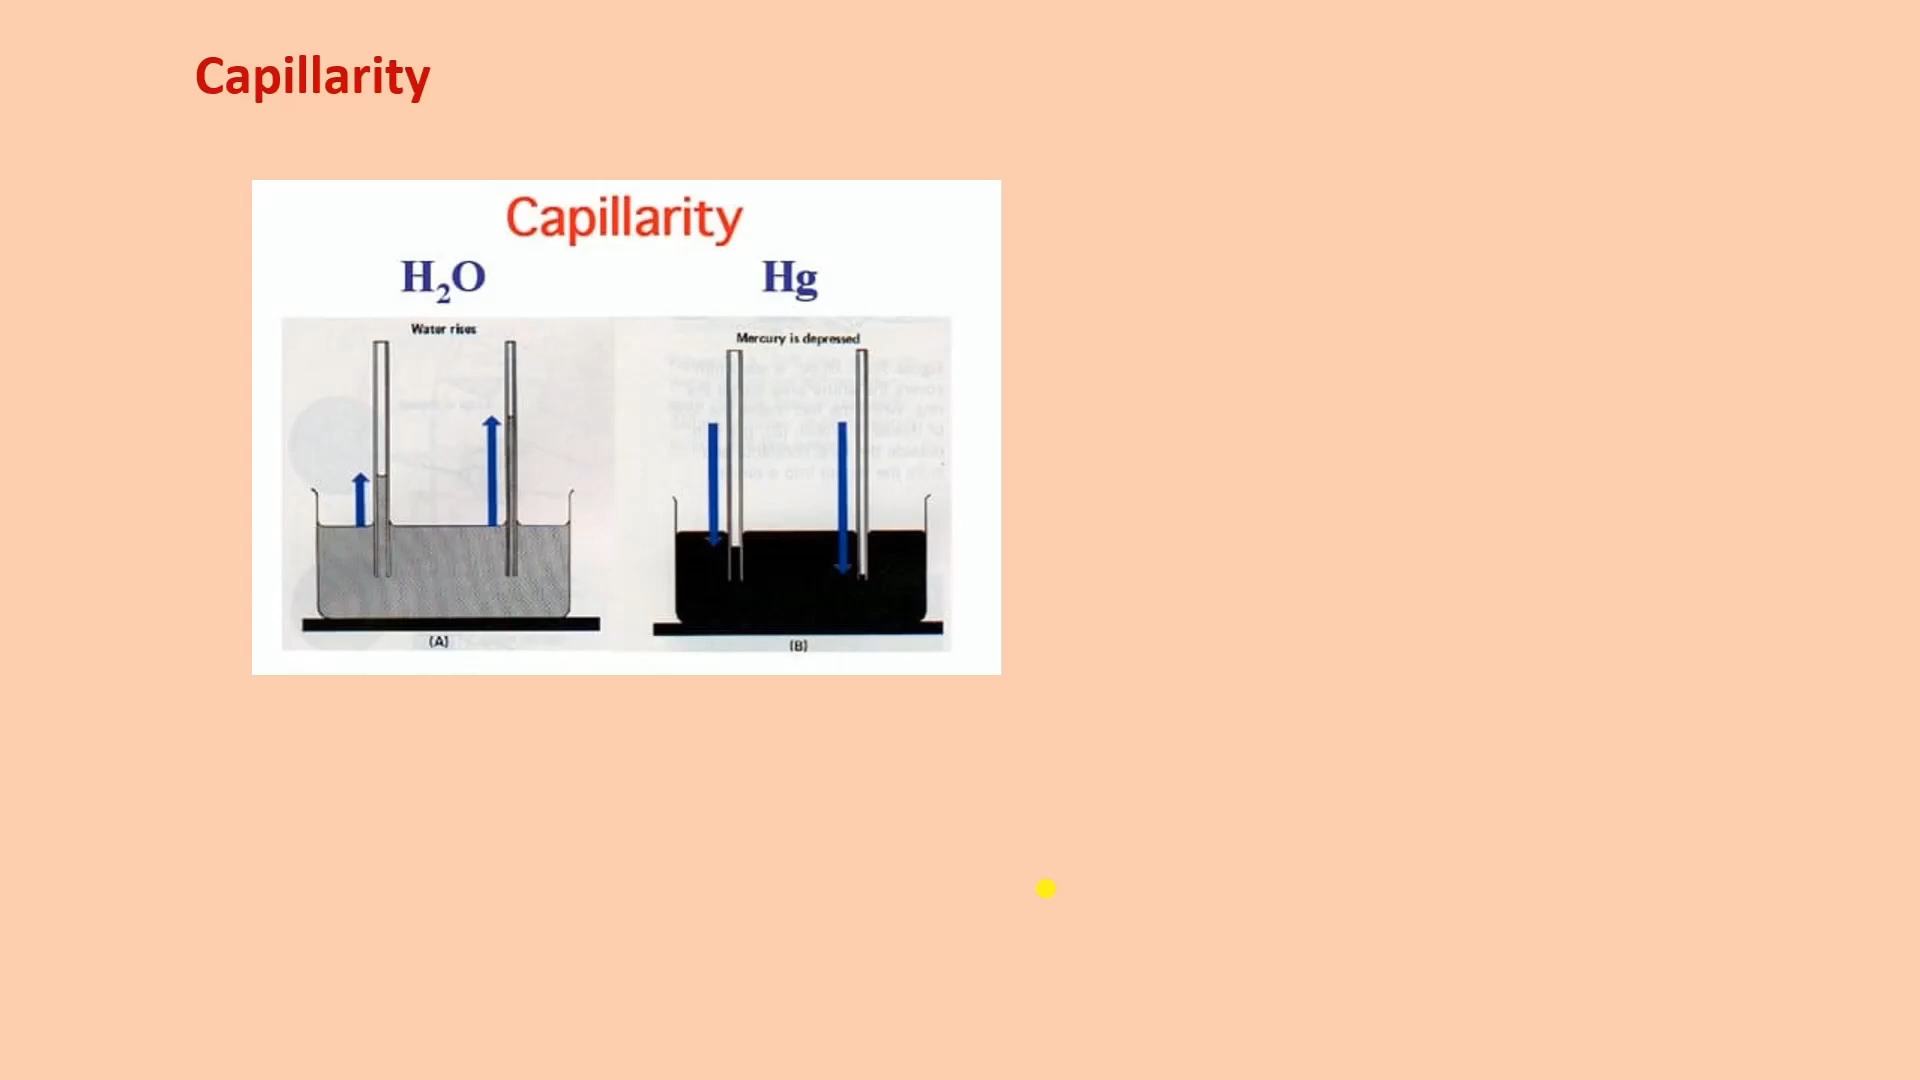 Capillarity
Capillarity
H₂O
Hg
Water rises
Mercury is depressed
(A)
(B)